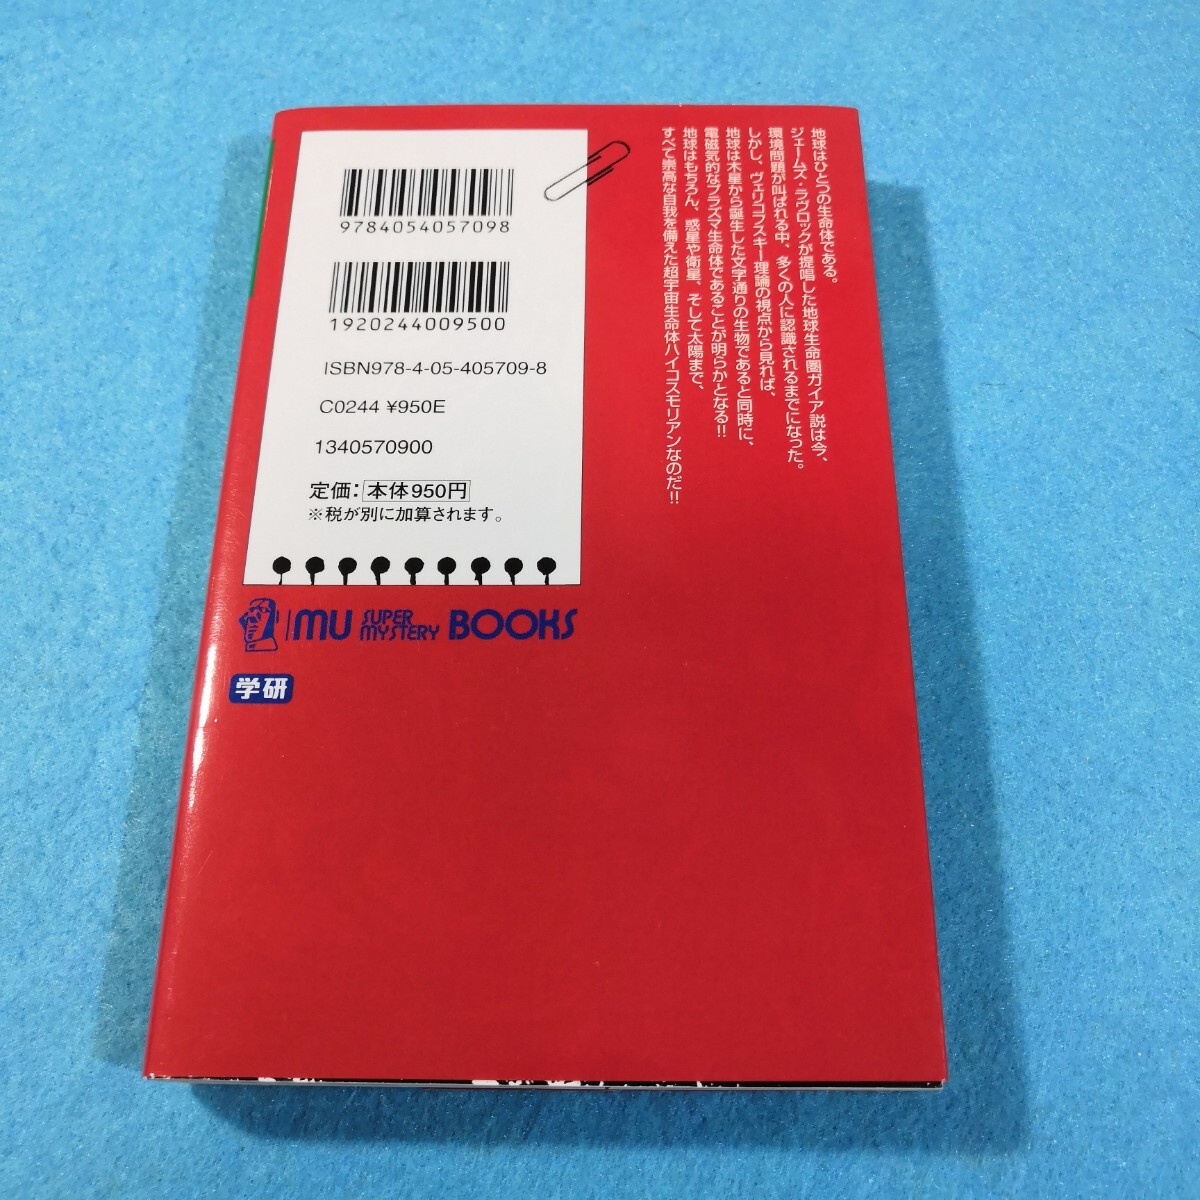 地球はひとつの生命体である。
ジェームズ・ラヴロックが提唱した地球生命圏ガイア説は今、
環境問題が叫ばれる中、多くの人に認識されるまでになった。
しかし、ヴェリコフスキー理論の視点から見れば、
地球は木星から誕生した文字通りの生物であると同時に、
電磁気的なプラズマ生命体であることが明らかとなる!!
地球はもちろん、惑星や衛星、そして太陽まで、
すべて崇高な自我を備えた超宇宙生命体ハイコスモリアンなのだ!!
9784054057098
1920244009500
ISBN978-4-05-405709-8
C0244 ¥950E
1340570900
定価：本体950円
※税が別に加算されます。
MU SUPER MYSTERY BOOKS
学研